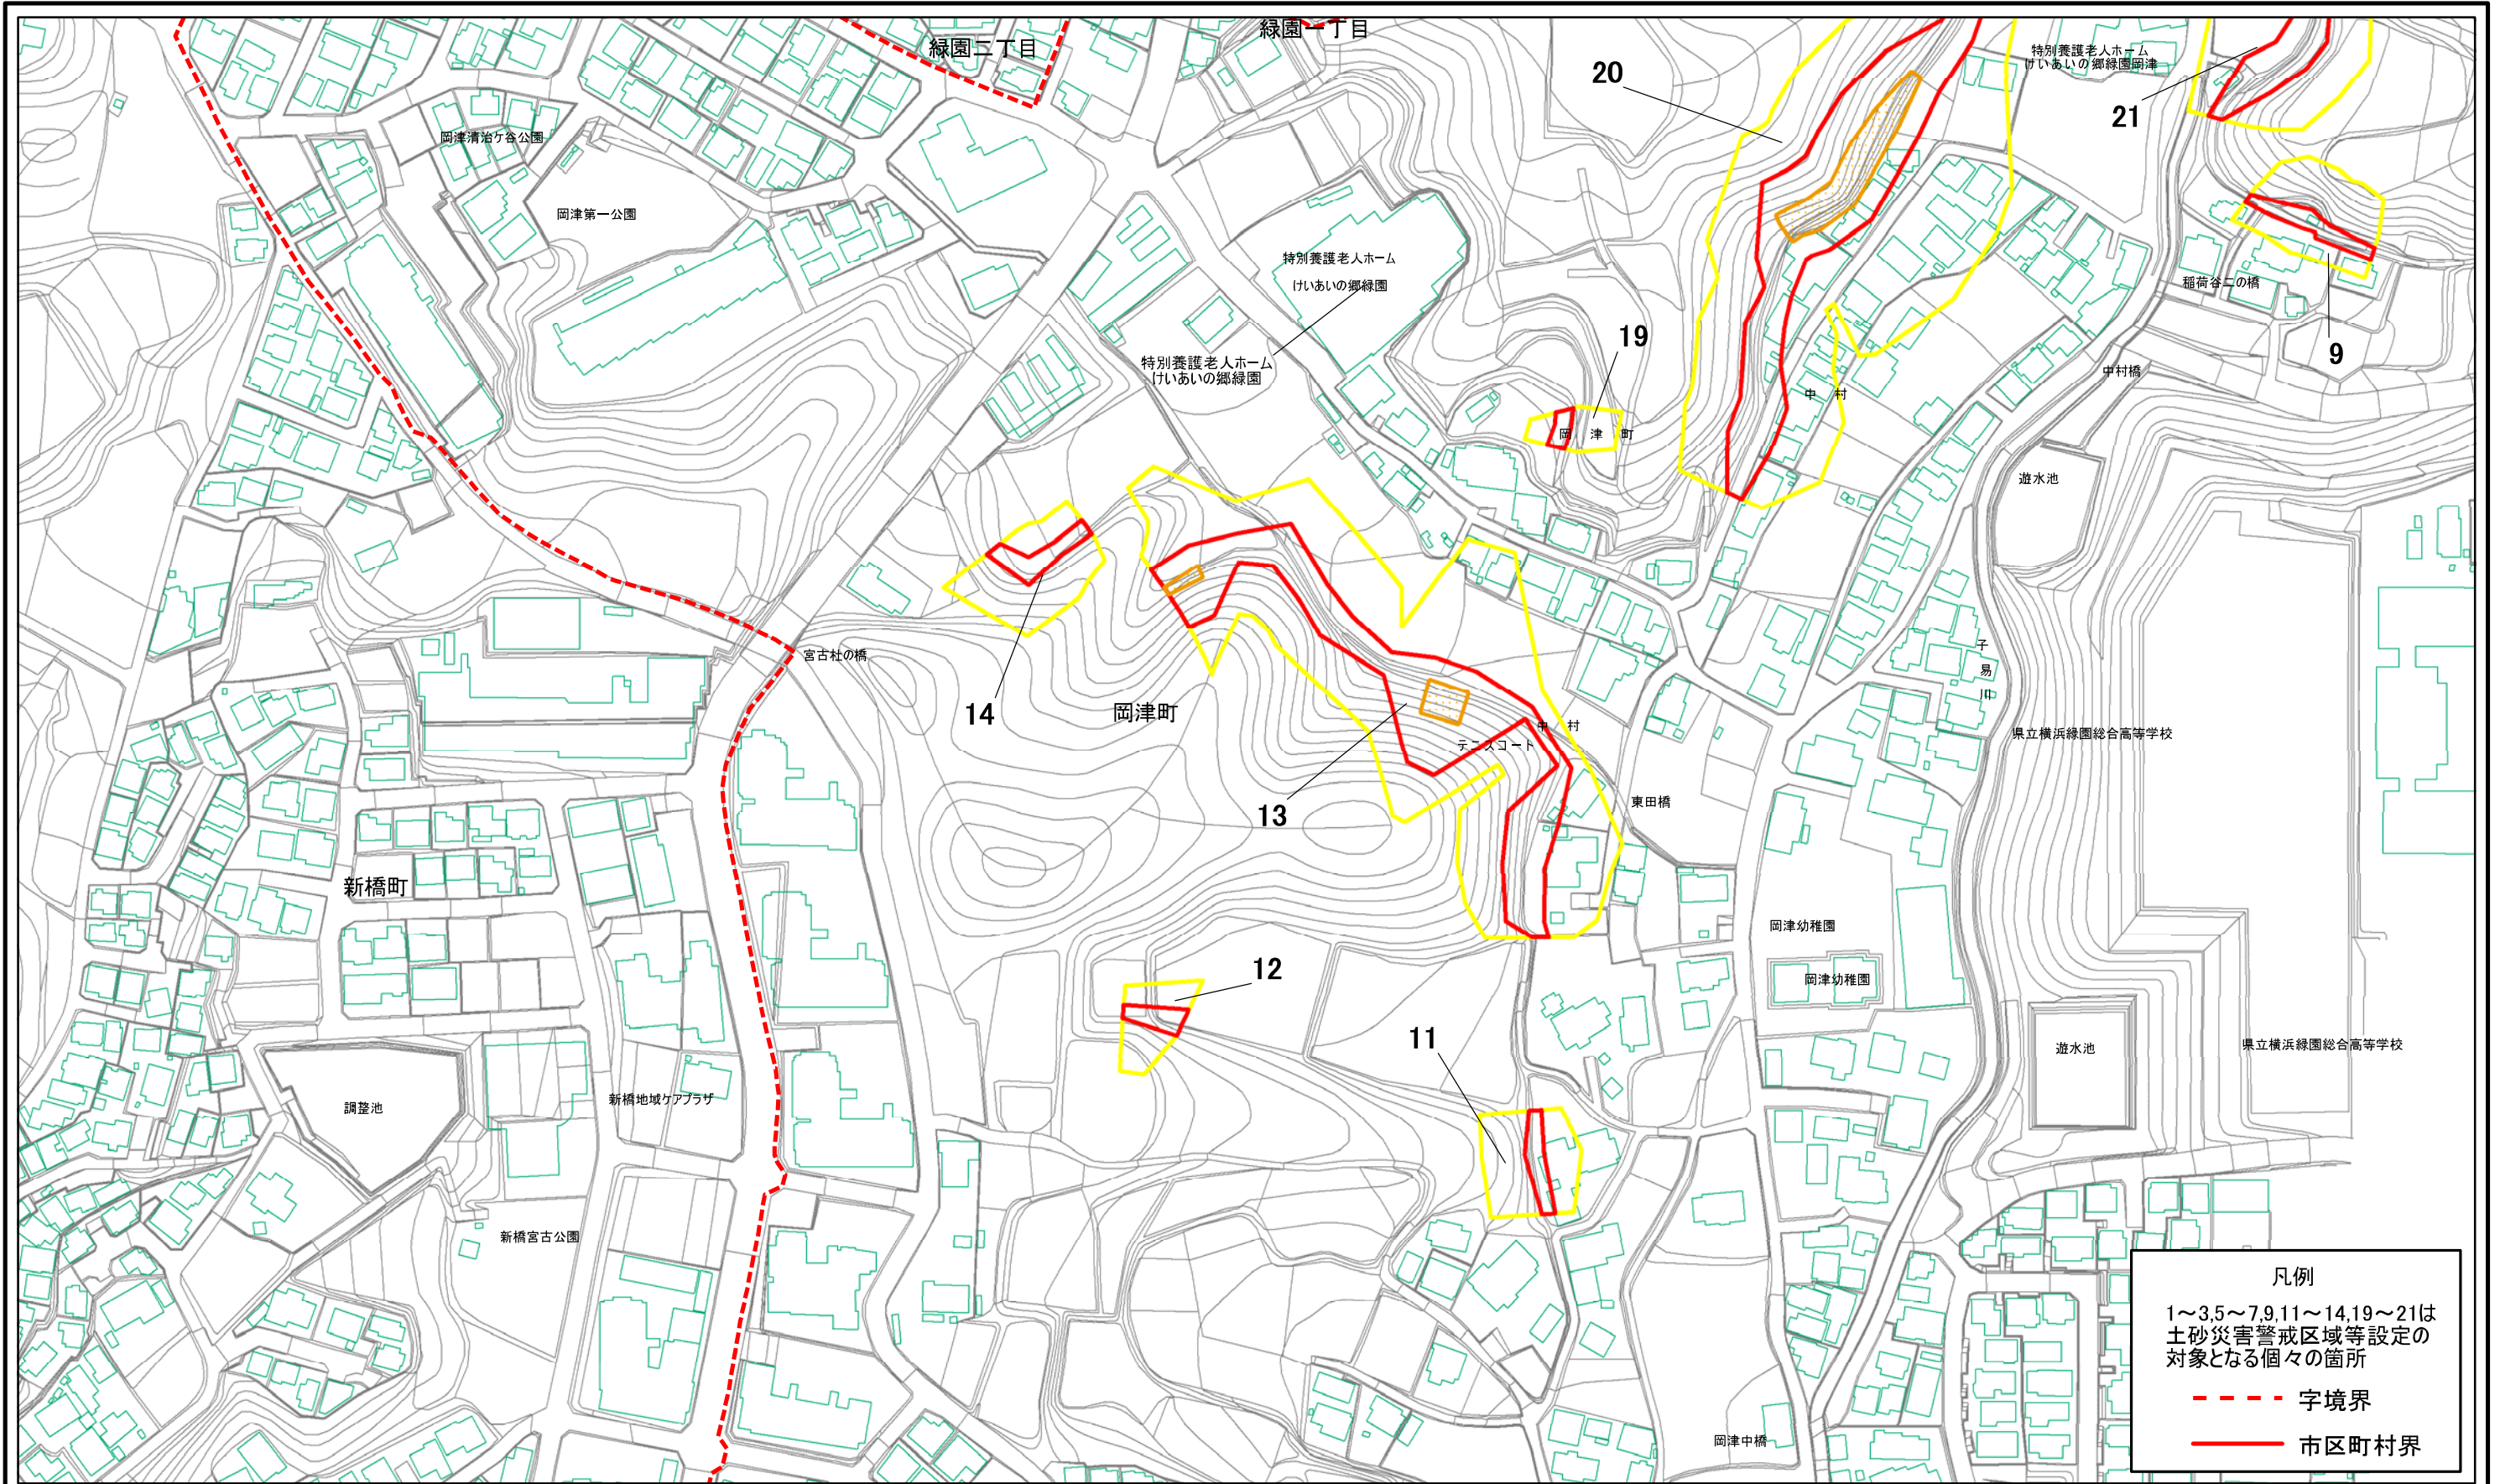 緑園一丁目
緑園二丁目
20
特別養護老人ホーム
けいあいの郷緑園岡津
21
岡津清治ケ谷公園
岡津第一公園
特別養護老人ホーム
けいあいの郷緑園
稲荷谷二の橋
19
9
特別養護老人ホーム
けいあいの郷緑園
中村橋
中 村
岡 津 町
遊水池
子
易
川
宮古社の橋
14
岡津町
中 村
テニスコート
県立横浜緑園総合高等学校
東田橋
13
新橋町
岡津幼稚園
12
岡津幼稚園
11
遊水池
県立横浜緑園総合高等学校
新橋地域ケアプラザ
調整池
新橋宮古公園
岡津中橋
凡例
1～3,5～7,9,11～14,19～21は
土砂災害警戒区域等設定の
対象となる個々の箇所
字境界
市区町村界